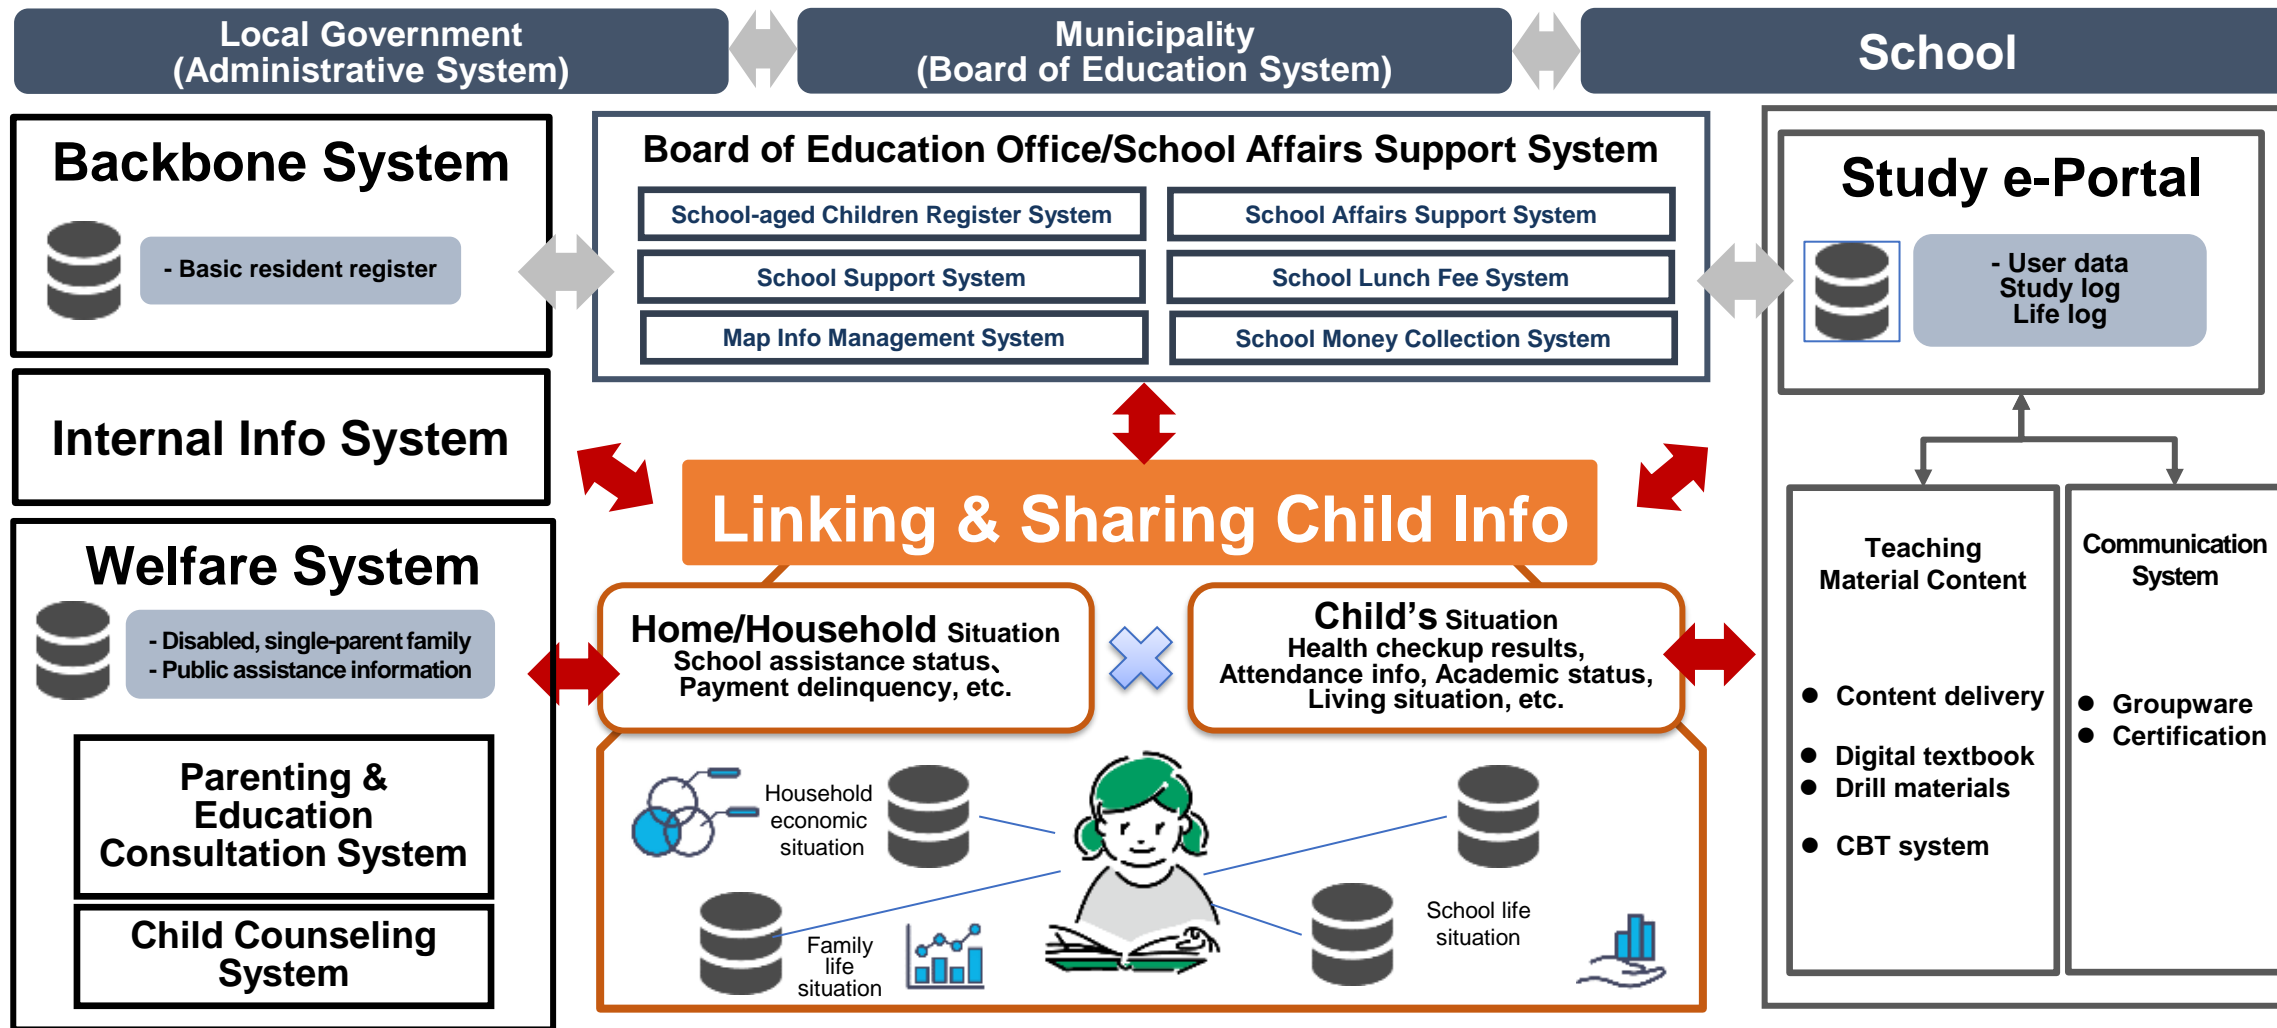 Local Government
(Administrative System)
Municipality
(Board of Education System)
School
Backbone System
- Basic resident register
Internal Info System
Welfare System
- Disabled, single-parent family
- Public assistance information
Parenting &
Education
Consultation System
Child Counseling
System
Board of Education Office/School Affairs Support System
School-aged Children Register System
School Affairs Support System
School Support System
School Lunch Fee System
Map Info Management System
School Money Collection System
Linking & Sharing Child Info
Home/Household Situation
School assistance status、
Payment delinquency, etc.
Child’s Situation
Health checkup results,
Attendance info, Academic status,
Living situation, etc.
Household
economic
situation
Family
life
situation
School life
situation
Study e-Portal
- User data
Study log
Life log
Teaching
Material Content
● Content delivery
● Digital textbook
● Drill materials
● CBT system
Communication
System
● Groupware
● Certification